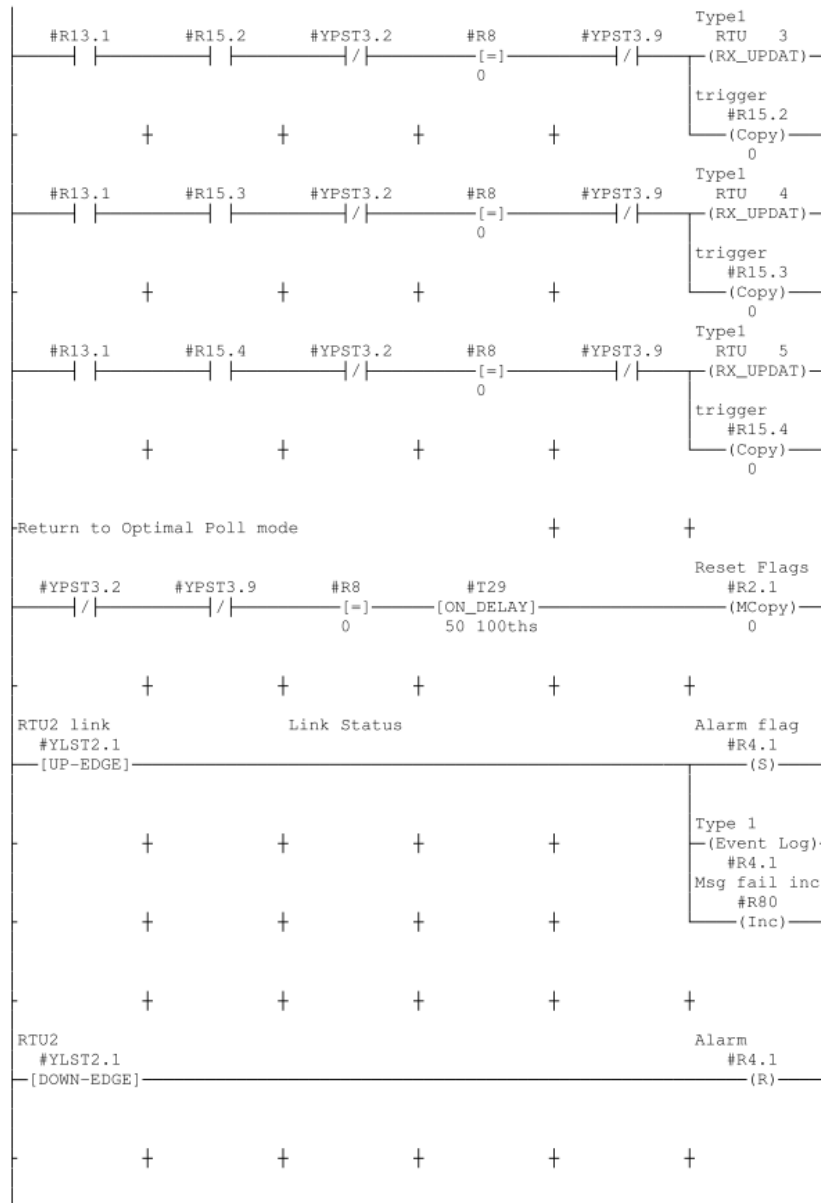 Type1
#R13.1 #R15.2 #YPST3.2 #R8 #YPST3.9 RTU 3
[=] (RX_UPDAT)
0
trigger
#R15.2
(Copy)
0
Type1
#R13.1 #R15.3 #YPST3.2 #R8 #YPST3.9 RTU 4
[=] (RX_UPDAT)
0
trigger
#R15.3
(Copy)
0
Type1
#R13.1 #R15.4 #YPST3.2 #R8 #YPST3.9 RTU 5
[=] (RX_UPDAT)
0
trigger
#R15.4
(Copy)
0
Return to Optimal Poll mode
Reset Flags
#YPST3.2 #YPST3.9 #R8 #T29 #R2.1
[=] [ON_DELAY] (MCopy)
0 50 100ths 0
RTU2 link Link Status Alarm flag
#YLST2.1 #R4.1
[UP-EDGE] (S)
Type 1
(Event Log)
#R4.1
Msg fail inc
#R80
(Inc)
RTU2 Alarm
#YLST2.1 #R4.1
[DOWN-EDGE] (R)